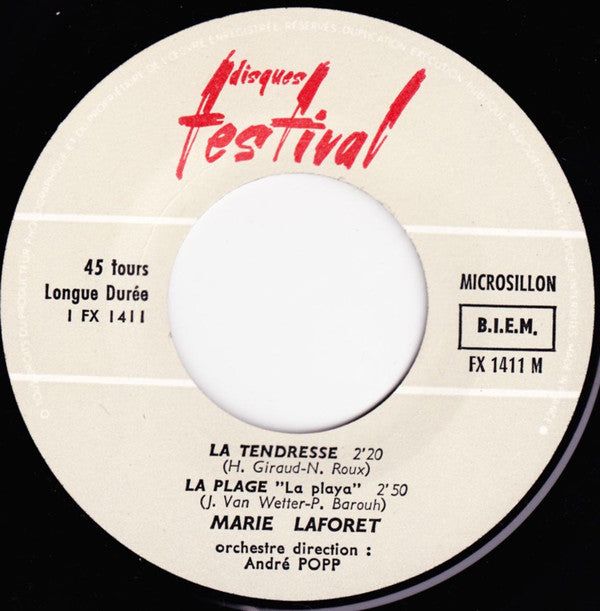 disques
festival
45 tours
Longue Durée
1 FX 1411
MICROSILLON
B.I.E.M.
FX 1411 M
LA TENDRESSE 2'20
(H. Giraud-N. Roux)
LA PLAGE "La playa" 2'50
(J. Van Wetter-P. Barouh)
MARIE LAFORET
orchestre direction :
André POPP